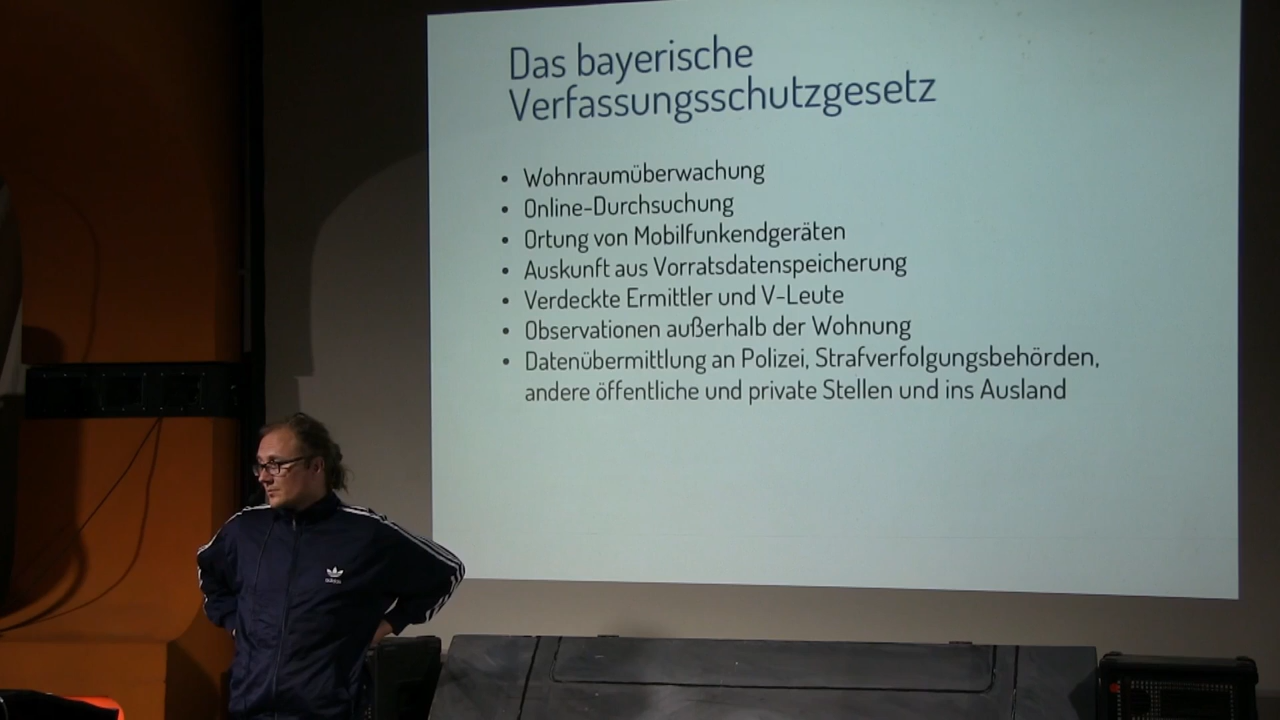 Das bayerische
Verfassungsschutzgesetz
• Wohnraumüberwachung
• Online-Durchsuchung
• Ortung von Mobilfunkendgeräten
• Auskunft aus Vorratsdatenspeicherung
• Verdeckte Ermittler und V-Leute
• Observationen außerhalb der Wohnung
• Datenübermittlung an Polizei, Strafverfolgungsbehörden,
andere öffentliche und private Stellen und ins Ausland
adidas